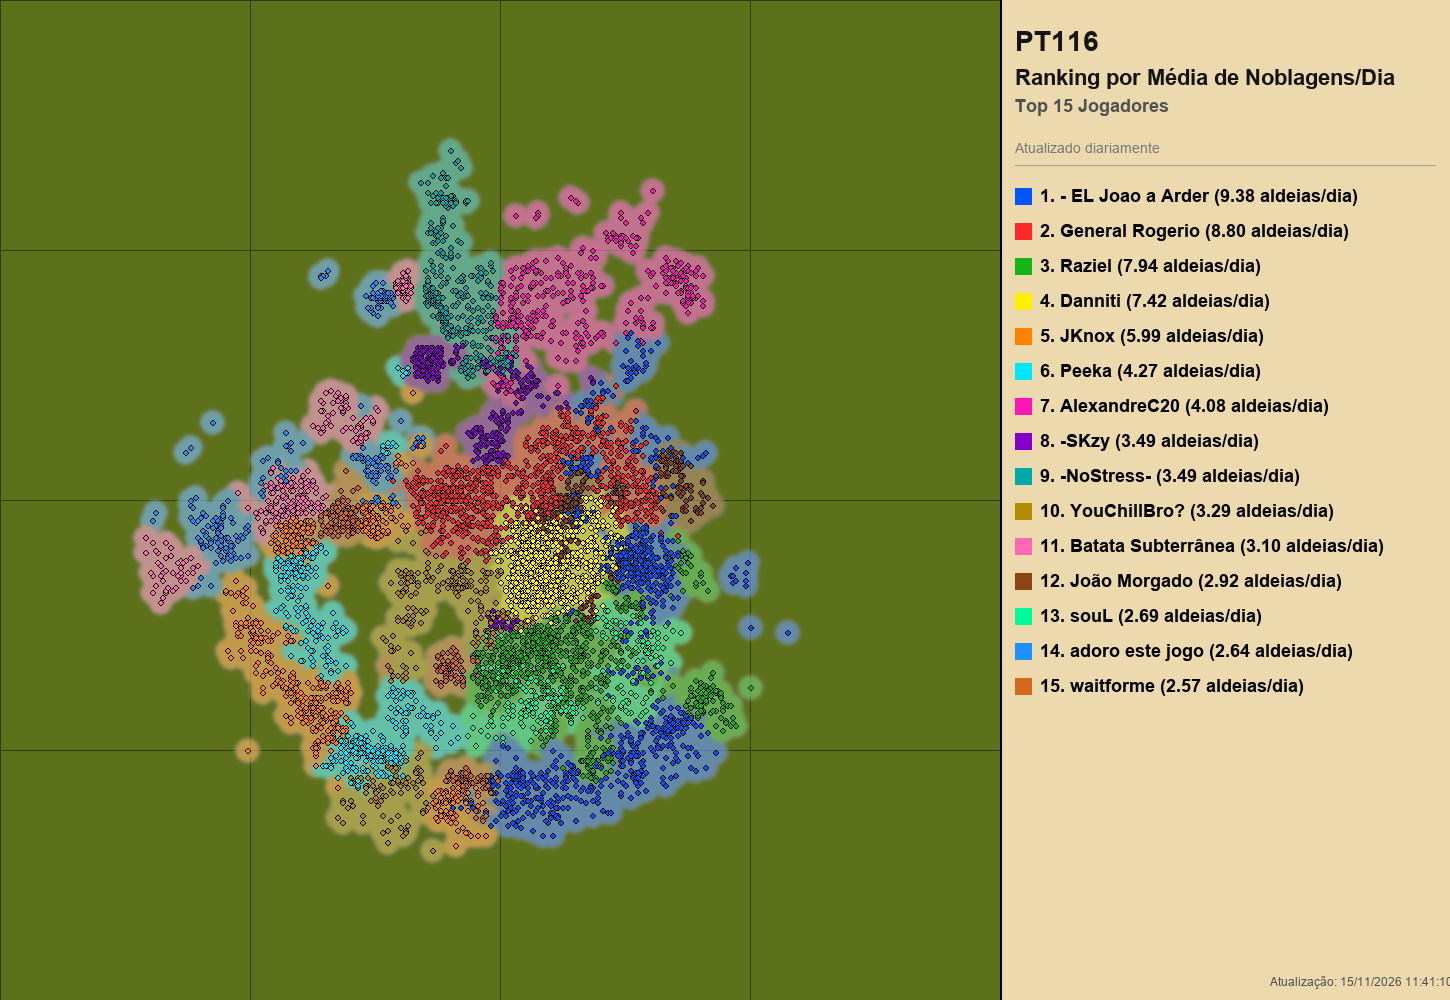 PT116
Ranking por Média de Noblagens/Dia
Top 15 Jogadores
Atualizado diariamente
1. - EL Joao a Arder (9.38 aldeias/dia)
2. General Rogerio (8.80 aldeias/dia)
3. Raziel (7.94 aldeias/dia)
4. Danniti (7.42 aldeias/dia)
5. JKnox (5.99 aldeias/dia)
6. Peeka (4.27 aldeias/dia)
7. AlexandreC20 (4.08 aldeias/dia)
8. -SKzy (3.49 aldeias/dia)
9. -NoStress- (3.49 aldeias/dia)
10. YouChillBro? (3.29 aldeias/dia)
11. Batata Subterrânea (3.10 aldeias/dia)
12. João Morgado (2.92 aldeias/dia)
13. souL (2.69 aldeias/dia)
14. adoro este jogo (2.64 aldeias/dia)
15. waitforme (2.57 aldeias/dia)
Atualização: 15/11/2026 11:41:10